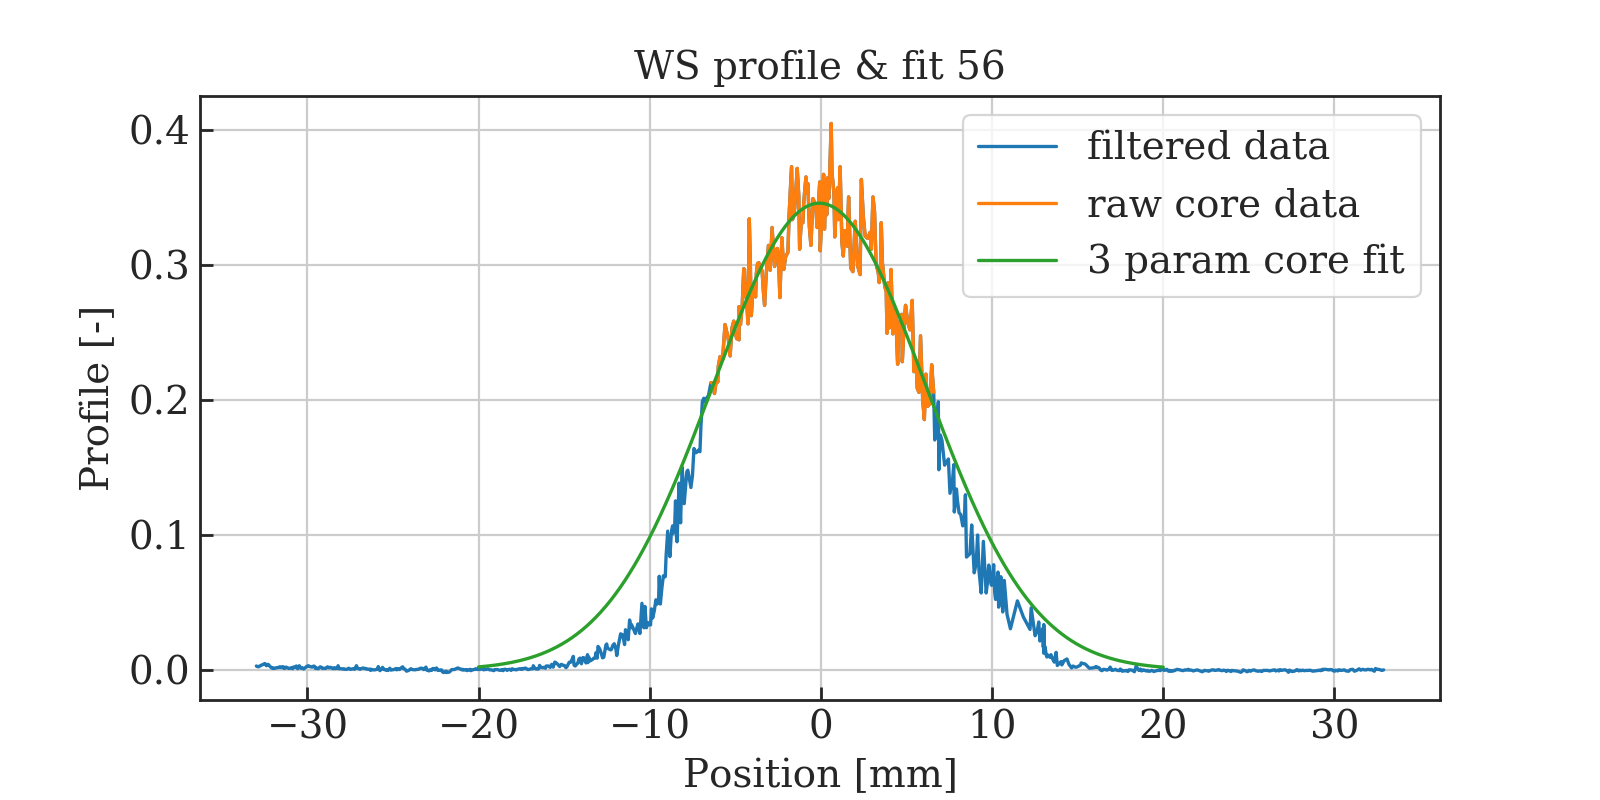 WS profile & fit 56
0.4
0.3
0.2
0.1
0.0
Profile [-]
filtered data
raw core data
3 param core fit
−30
−20
−10
0
10
20
30
Position [mm]